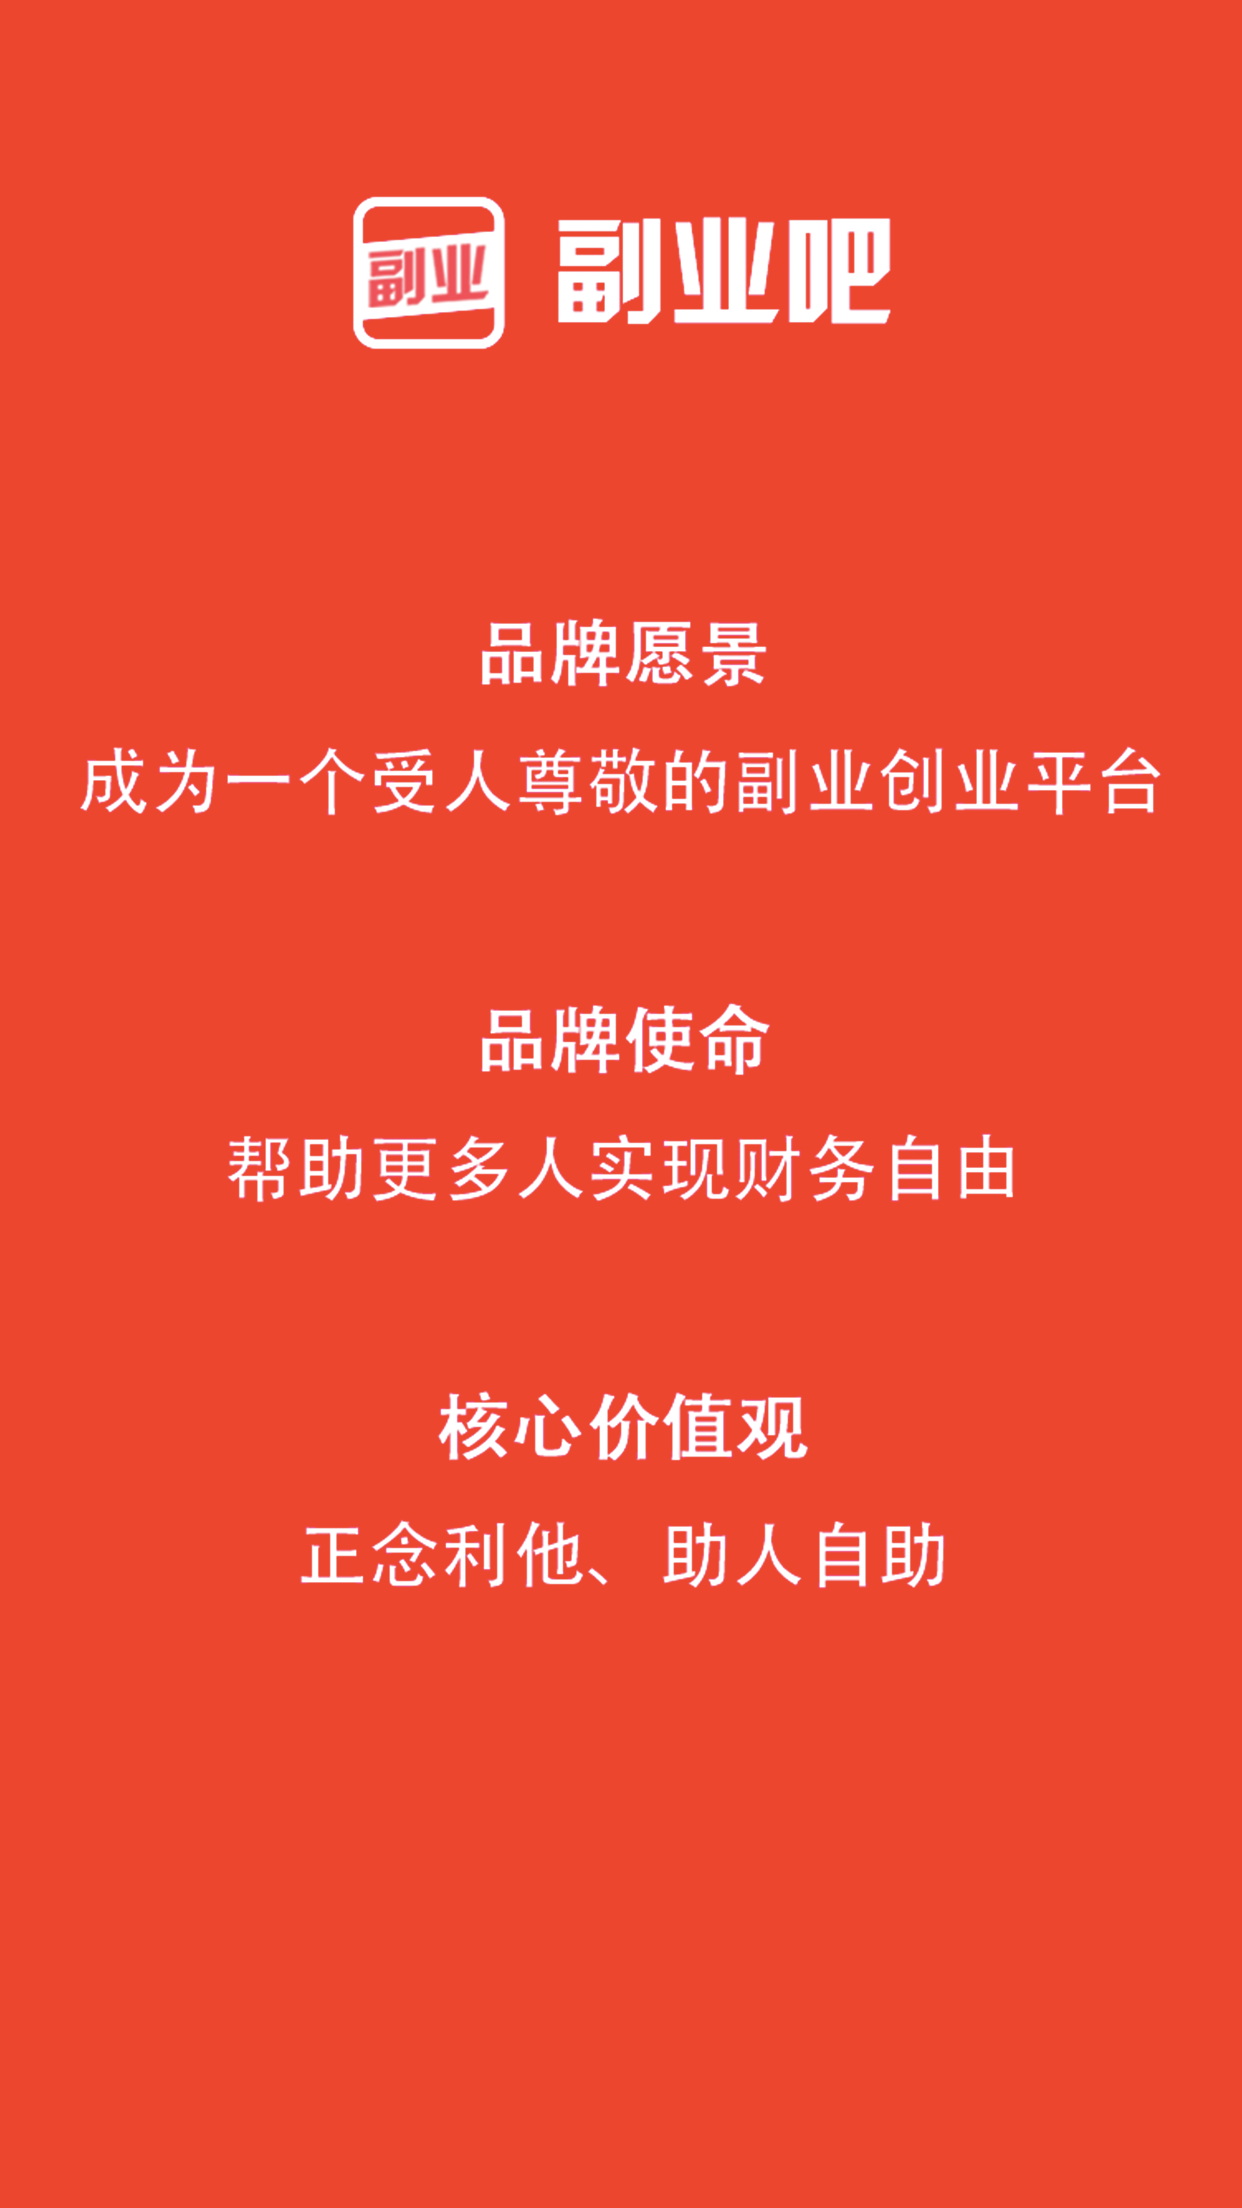 副业 副业吧
品牌愿景
成为一个受人尊敬的副业创业平台
品牌使命
帮助更多人实现财务自由
核心价值观
正念利他、助人自助